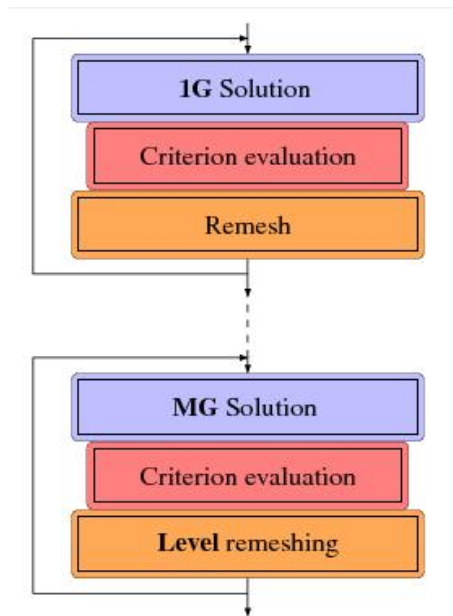 1G Solution
Criterion evaluation
Remesh
MG Solution
Criterion evaluation
Level remeshing